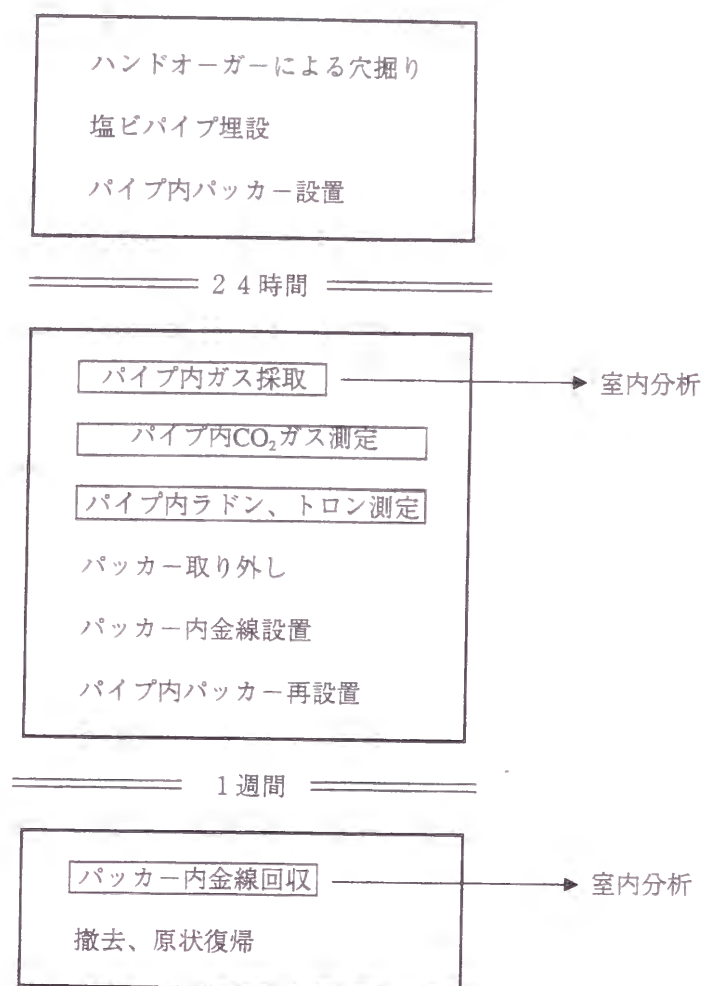 ハンドオーガーによる穴掘り
塩ビパイプ埋設
パイプ内パッカー設置
２４時間
パイプ内ガス採取
室内分析
パイプ内CO₂ガス測定
パイプ内ラドン、トロン測定
パッカー取り外し
パッカー内金線設置
パイプ内パッカー再設置
1週間
パッカー内金線回収
室内分析
撤去、原状復帰